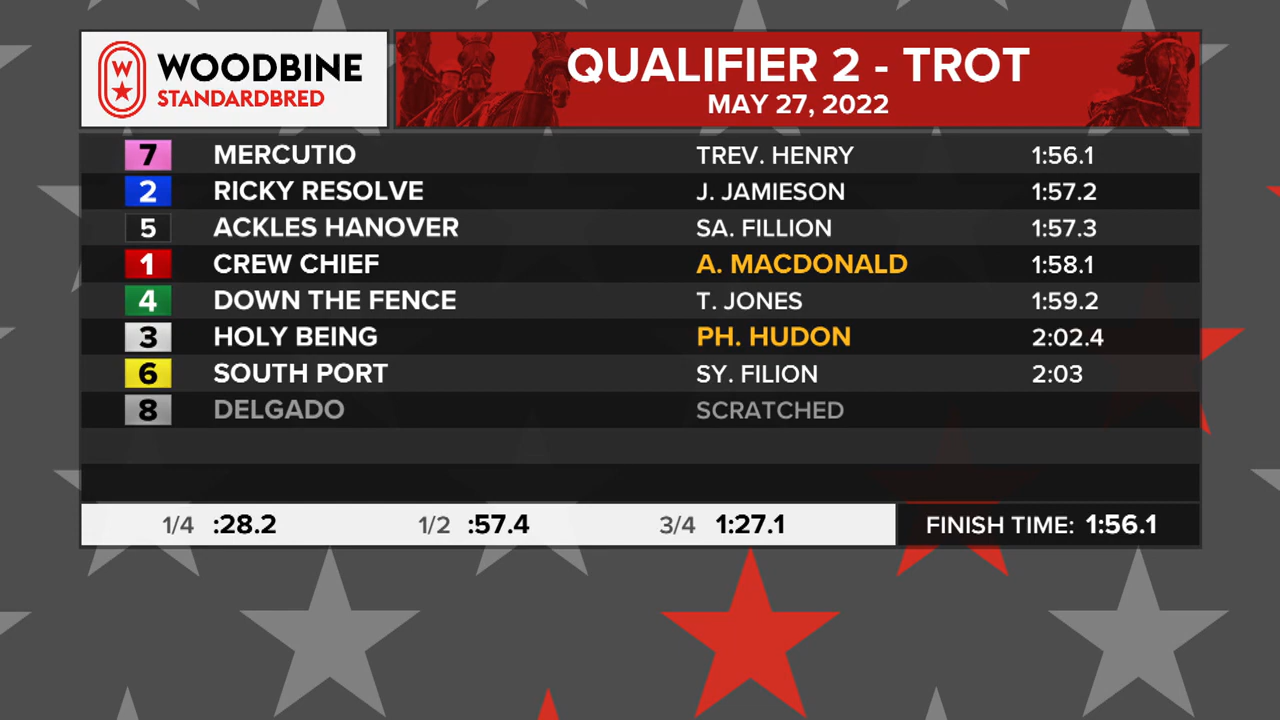 W
WOODBINE
STANDARDBRED
QUALIFIER 2 - TROT
MAY 27, 2022
7 MERCUTIO TREV. HENRY 1:56.1
2 RICKY RESOLVE J. JAMIESON 1:57.2
5 ACKLES HANOVER SA. FILLION 1:57.3
1 CREW CHIEF A. MACDONALD 1:58.1
4 DOWN THE FENCE T. JONES 1:59.2
3 HOLY BEING PH. HUDON 2:02.4
6 SOUTH PORT SY. FILION 2:03
8 DELGADO SCRATCHED
1/4 :28.2 1/2 :57.4 3/4 1:27.1 FINISH TIME: 1:56.1